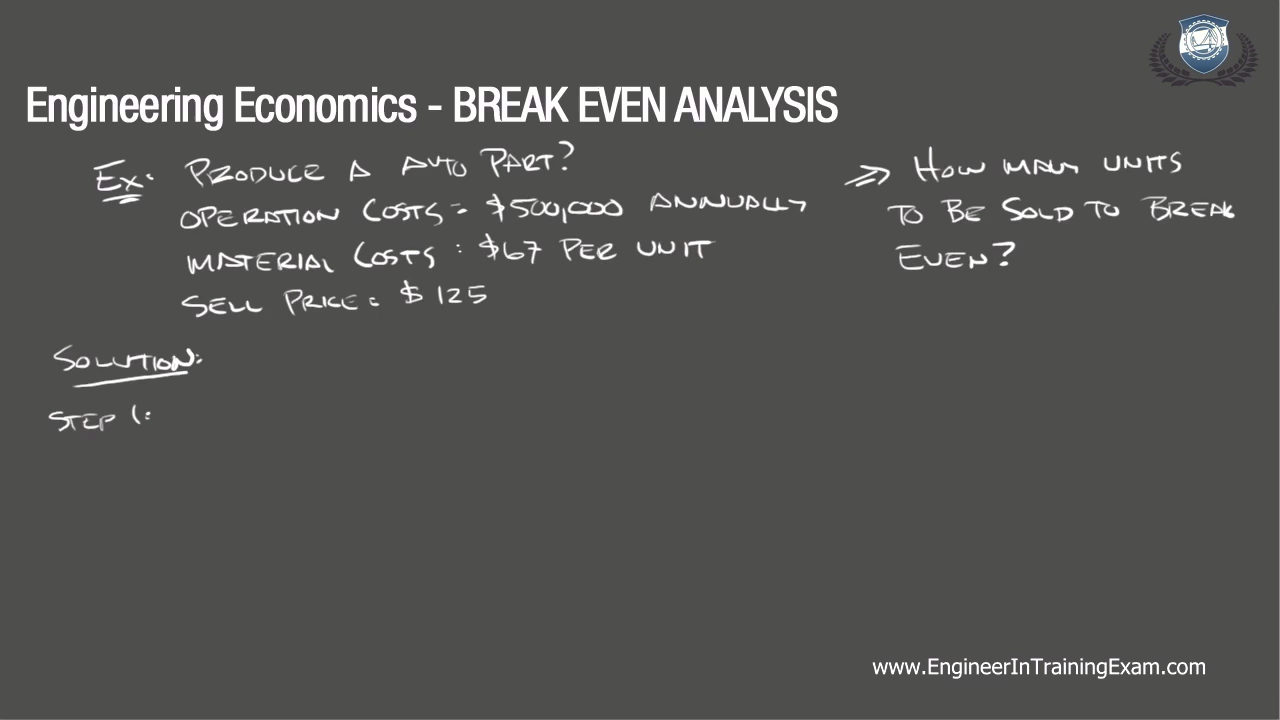 Engineering Economics - BREAK EVEN ANALYSIS
Ex: PRODUCE A AUTO PART?
OPERATION COSTS = $500,000 ANNUALLY
MATERIAL COSTS : $67 PER UNIT
SELL PRICE: $125
=> HOW MANY UNITS
TO BE SOLD TO BREAK
EVEN?
SOLUTION:
STEP 1:
www.EngineerInTrainingExam.com